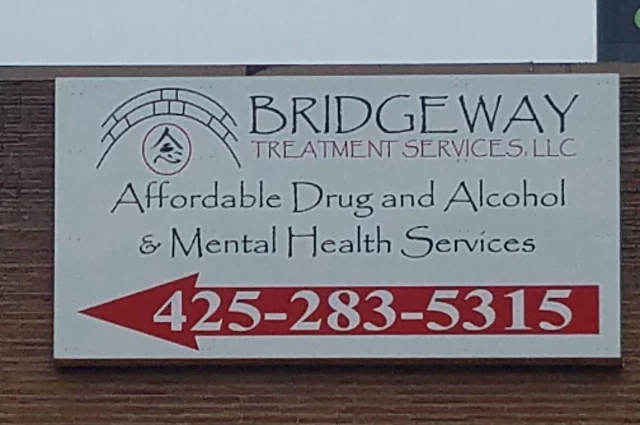 BRIDGEWAY
TREATMENT SERVICES, LLC
Affordable Drug and Alcohol
& Mental Health Services
425-283-5315